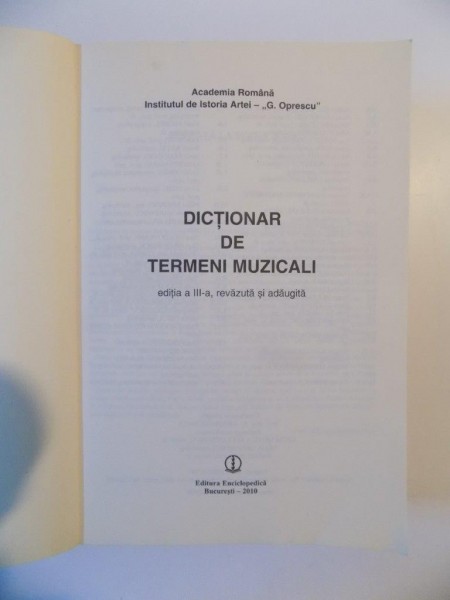 Academia Română
Institutul de Istoria Artei – „G. Oprescu”
DICȚIONAR
DE
TERMENI MUZICALI
ediția a III-a, revăzută și adăugită
Editura Enciclopedică
București – 2010